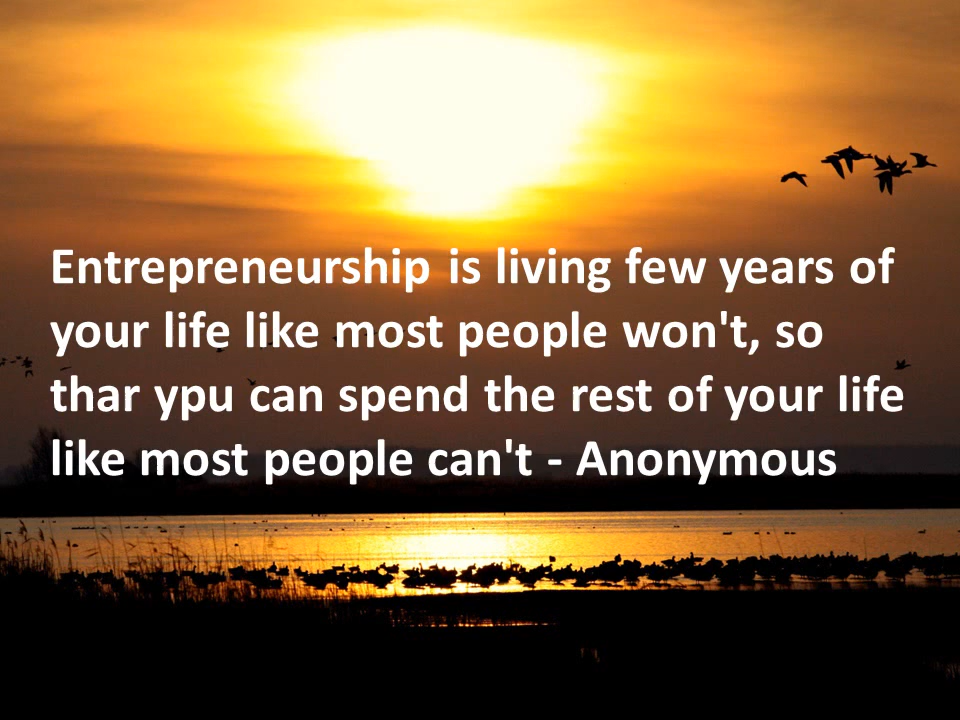 Entrepreneurship is living few years of
your life like most people won't, so
thar ypu can spend the rest of your life
like most people can't - Anonymous